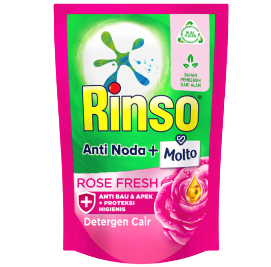 BAHAN
PEMBERSIH
DARI ALAM
Rinso
Anti Noda + Molto
ROSE FRESH
ANTI BAU & APEK
+ PROTEKSI
HIGIENIS
Detergen Cair